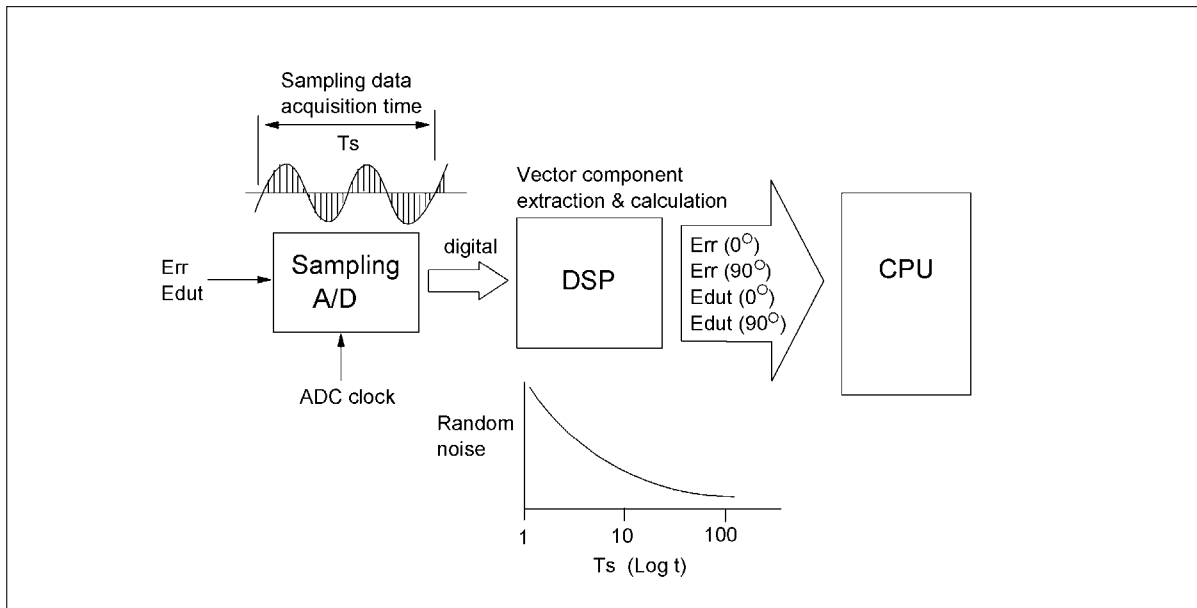 Sampling data
acquisition time
Ts
Err
Edut
Sampling
A/D
ADC clock
digital
Vector component
extraction & calculation
DSP
Err (0°)
Err (90°)
Edut (0°)
Edut (90°)
CPU
Random
noise
1
10
100
Ts (Log t)